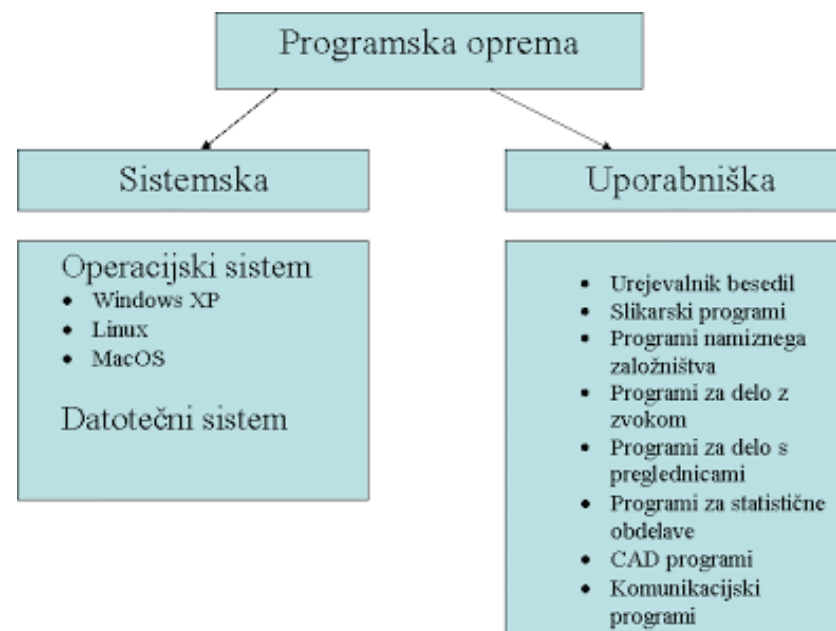 Programska oprema
Sistemska
Operacijski sistem
• Windows XP
• Linux
• MacOS
Datotečni sistem
Uporabniška
• Urejevalnik besedil
• Slikarski programi
• Programi namiznega
založništva
• Programi za delo z
zvokom
• Programi za delo s
preglednicami
• Programi za statistične
obdelave
• CAD programi
• Komunikacijski
programi